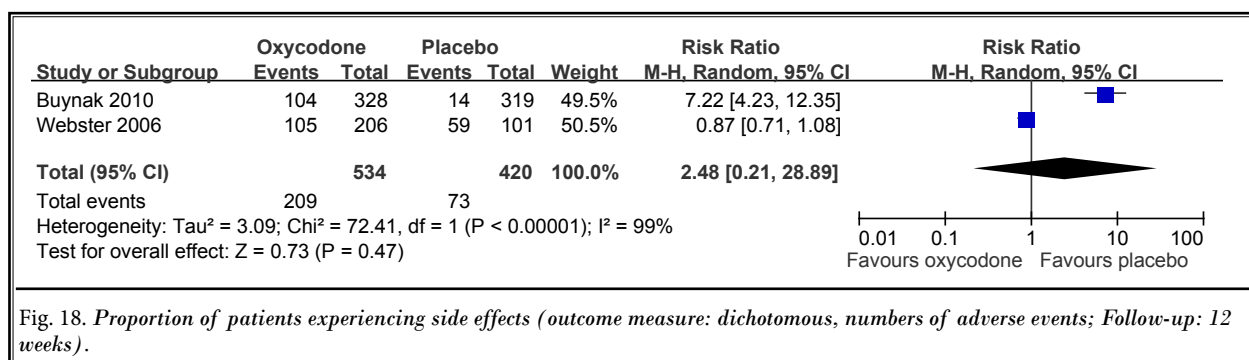 Oxycodone Placebo Risk Ratio Risk Ratio
Study or Subgroup Events Total Events Total Weight M-H, Random, 95% CI M-H, Random, 95% CI
Buynak 2010 104 328 14 319 49.5% 7.22 [4.23, 12.35]
Webster 2006 105 206 59 101 50.5% 0.87 [0.71, 1.08]
Total (95% CI) 534 420 100.0% 2.48 [0.21, 28.89]
Total events 209 73
Heterogeneity: Tau² = 3.09; Chi² = 72.41, df = 1 (P < 0.00001); I² = 99%
Test for overall effect: Z = 0.73 (P = 0.47)
0.01 0.1 1 10 100
Favours oxycodone Favours placebo
Fig. 18. Proportion of patients experiencing side effects (outcome measure: dichotomous, numbers of adverse events; Follow-up: 12
weeks).